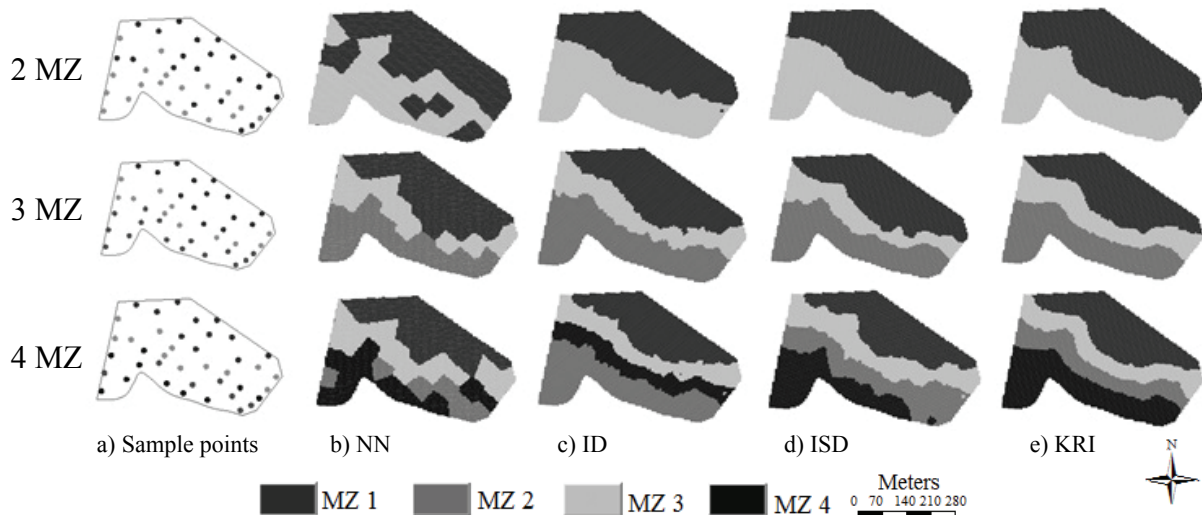 2 MZ
3 MZ
4 MZ
a) Sample points b) NN c) ID d) ISD e) KRI
N
MZ 1 MZ 2 MZ 3 MZ 4
Meters
0 70 140 210 280